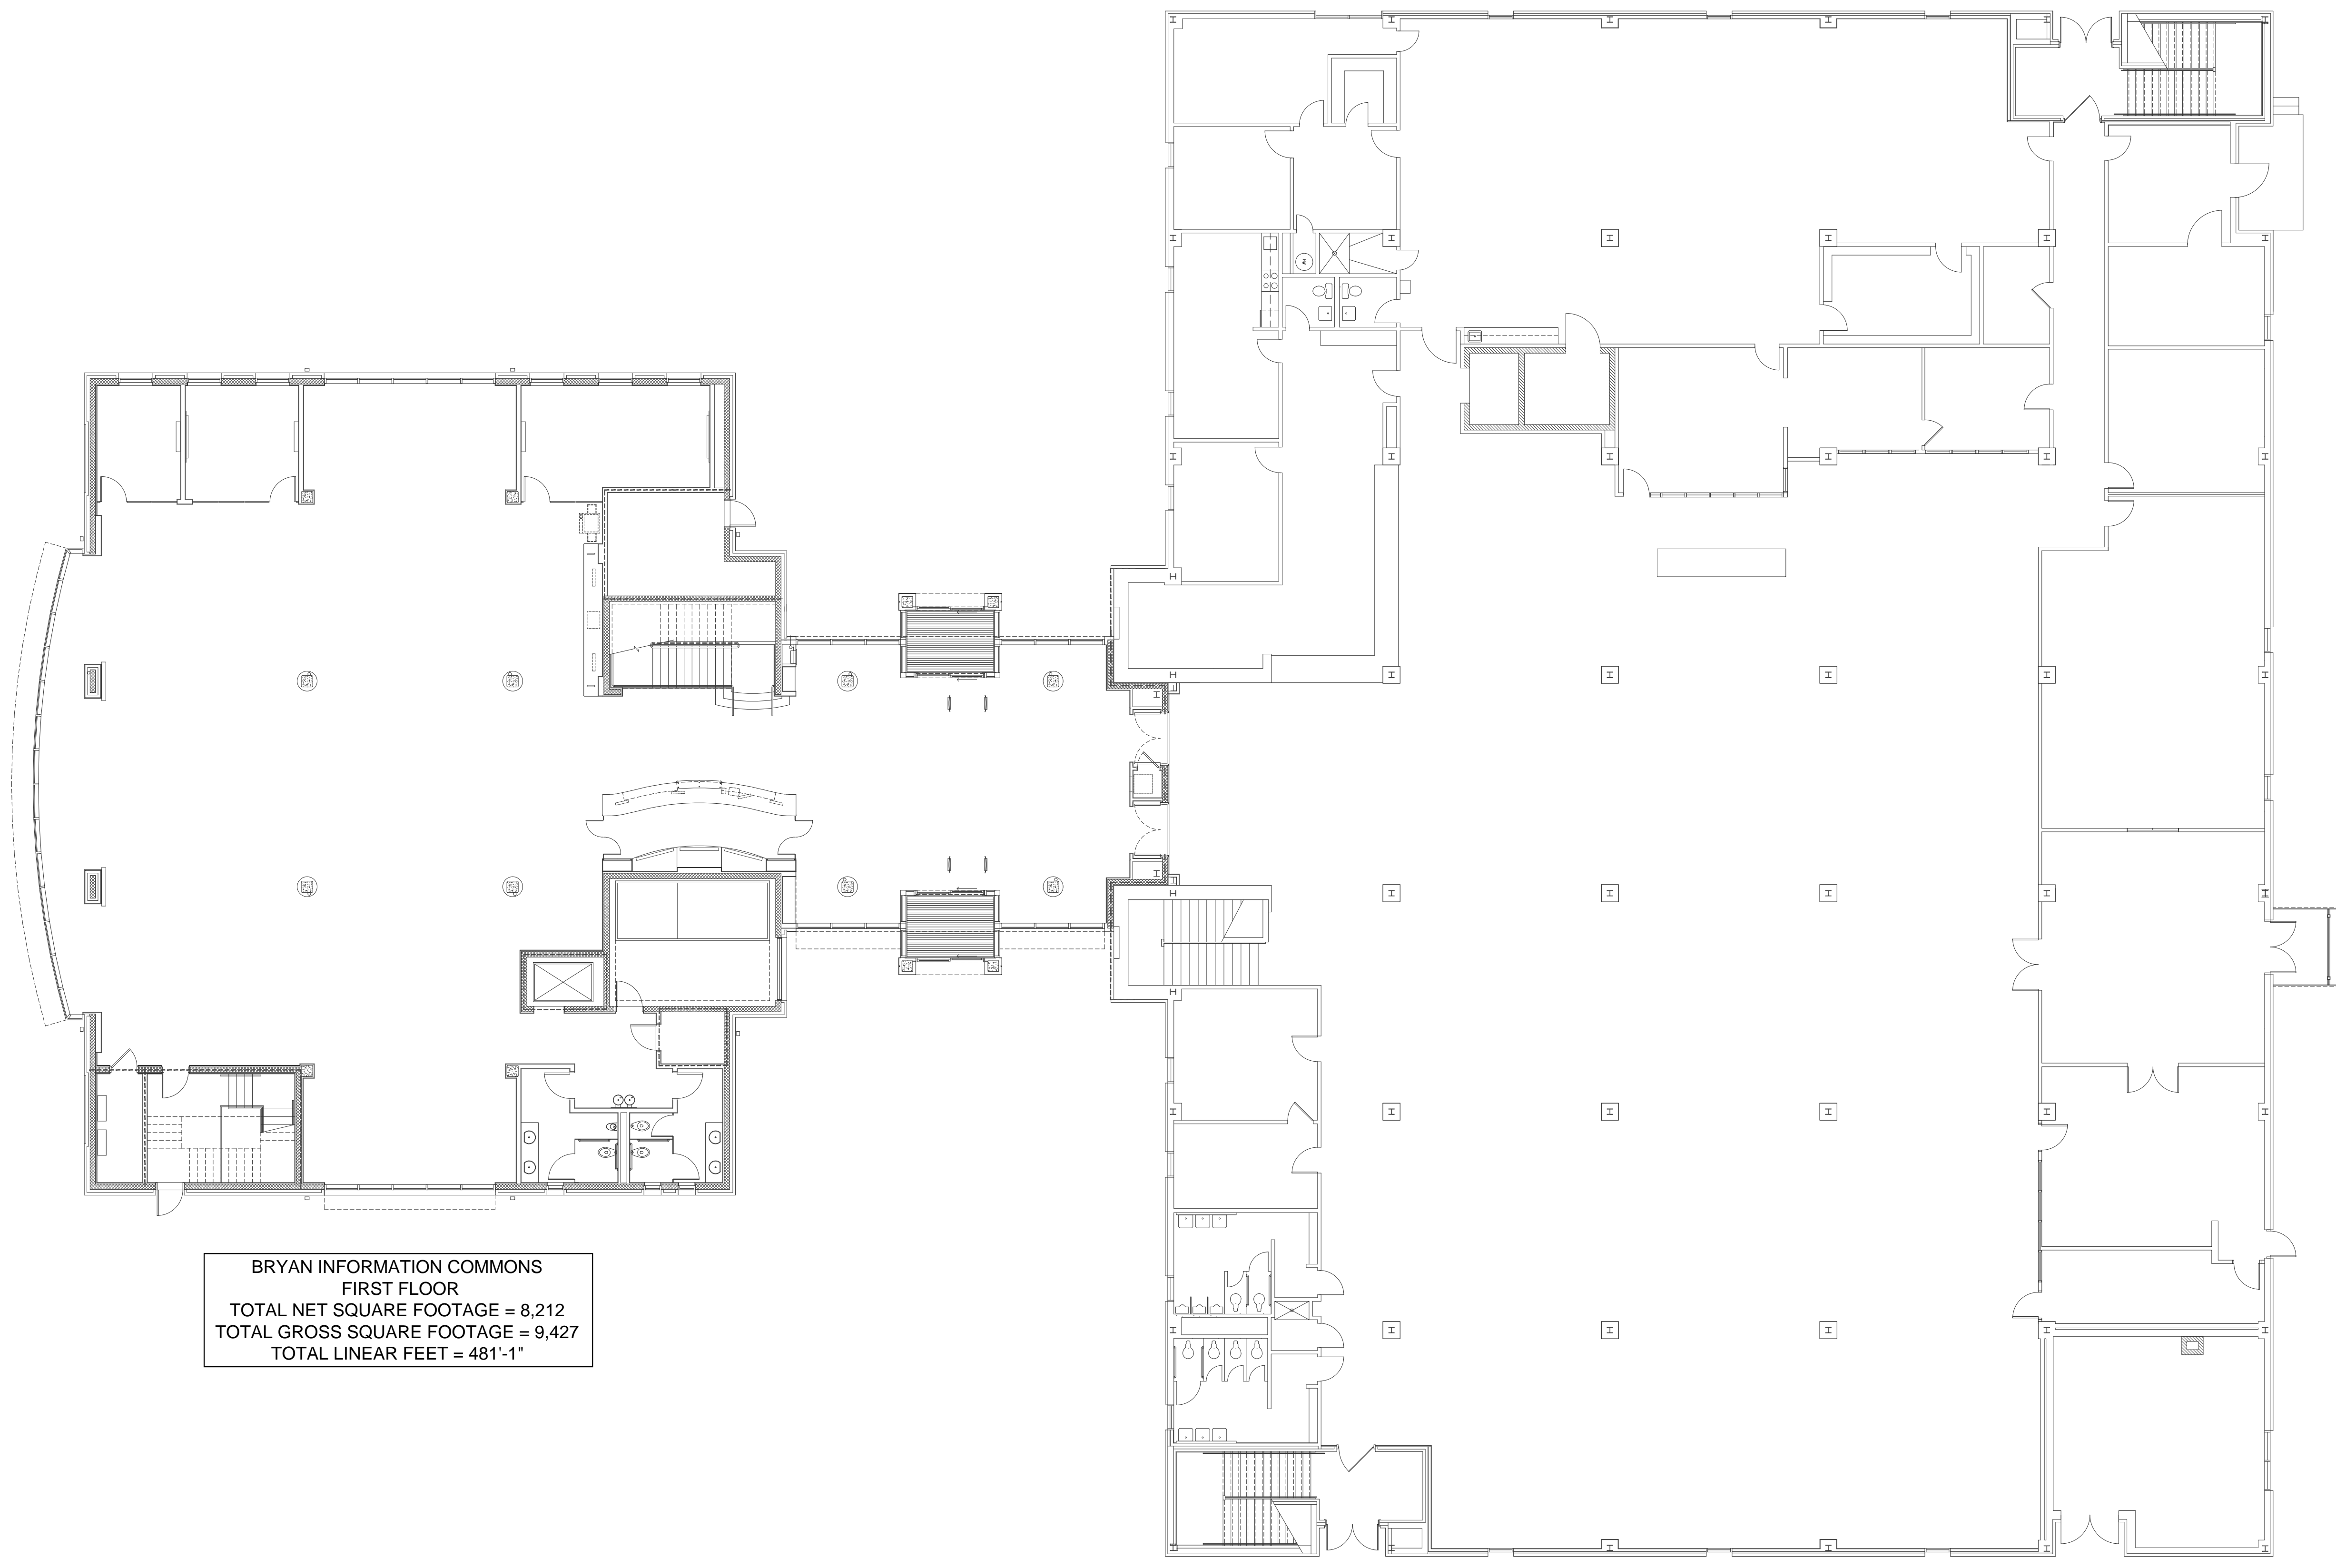 BRYAN INFORMATION COMMONS
FIRST FLOOR
TOTAL NET SQUARE FOOTAGE = 8,212
TOTAL GROSS SQUARE FOOTAGE = 9,427
TOTAL LINEAR FEET = 481'-1"